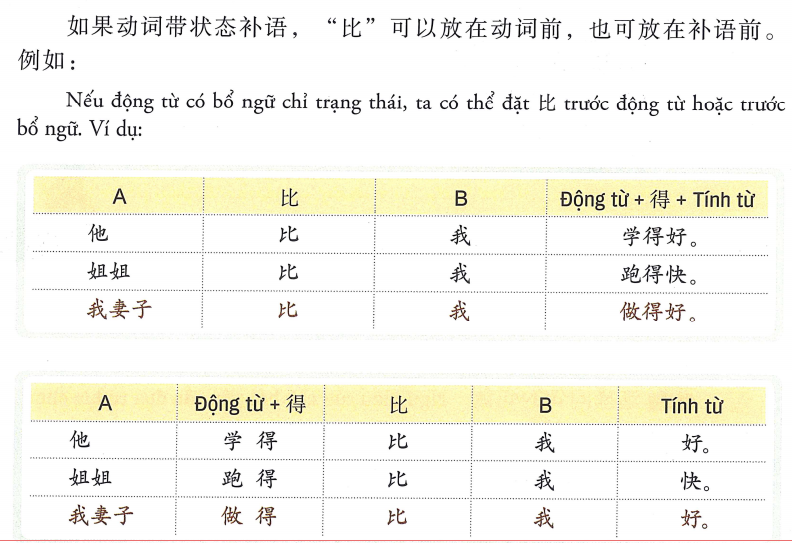 如果动词带状态补语，“比”可以放在动词前，也可放在补语前。
例如：
Nếu động từ có bổ ngữ chỉ trạng thái, ta có thể đặt 比 trước động từ hoặc trước
bổ ngữ. Ví dụ:
A 比 B Động từ + 得 + Tính từ
他 比 我 学得好。
姐姐 比 我 跑得快。
我妻子 比 我 做得好。
A Động từ + 得 比 B Tính từ
他 学 得 比 我 好。
姐姐 跑 得 比 我 快。
我妻子 做 得 比 我 好。